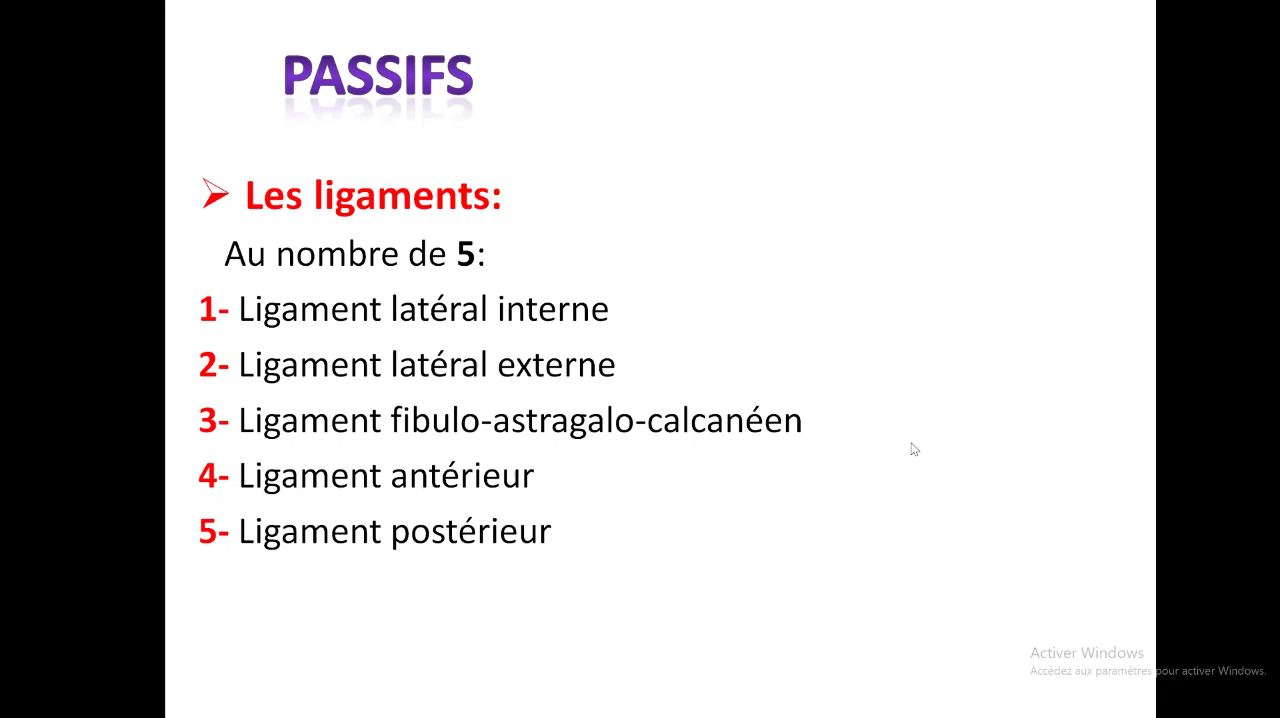 PASSIFS
Les ligaments:
Au nombre de 5:
1- Ligament latéral interne
2- Ligament latéral externe
3- Ligament fibulo-astragalo-calcanéen
4- Ligament antérieur
5- Ligament postérieur
Activer Windows
Accédez aux paramètres pour activer Windows.